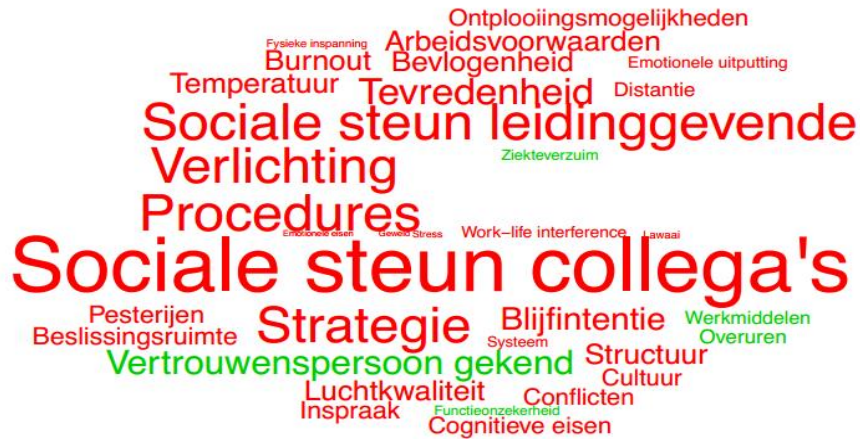 Ontplooiingsmogelijkheden
Fysieke inspanning Arbeidsvoorwaarden
Burnout Bevlogenheid Emotionele uitputting
Temperatuur Tevredenheid Distantie
Sociale steun leidinggevende
Verlichting Ziekteverzuim
Procedures
Emotionele eisen Geweld Stress Work–life interference Lawaai
Sociale steun collega's
Pesterijen Strategie Blijfintentie Werkmiddelen
Beslissingsruimte Systeem Overuren
Vertrouwenspersoon gekend Structuur
Luchtkwaliteit Cultuur
Inspraak Functieonzekerheid Conflicten
Cognitieve eisen